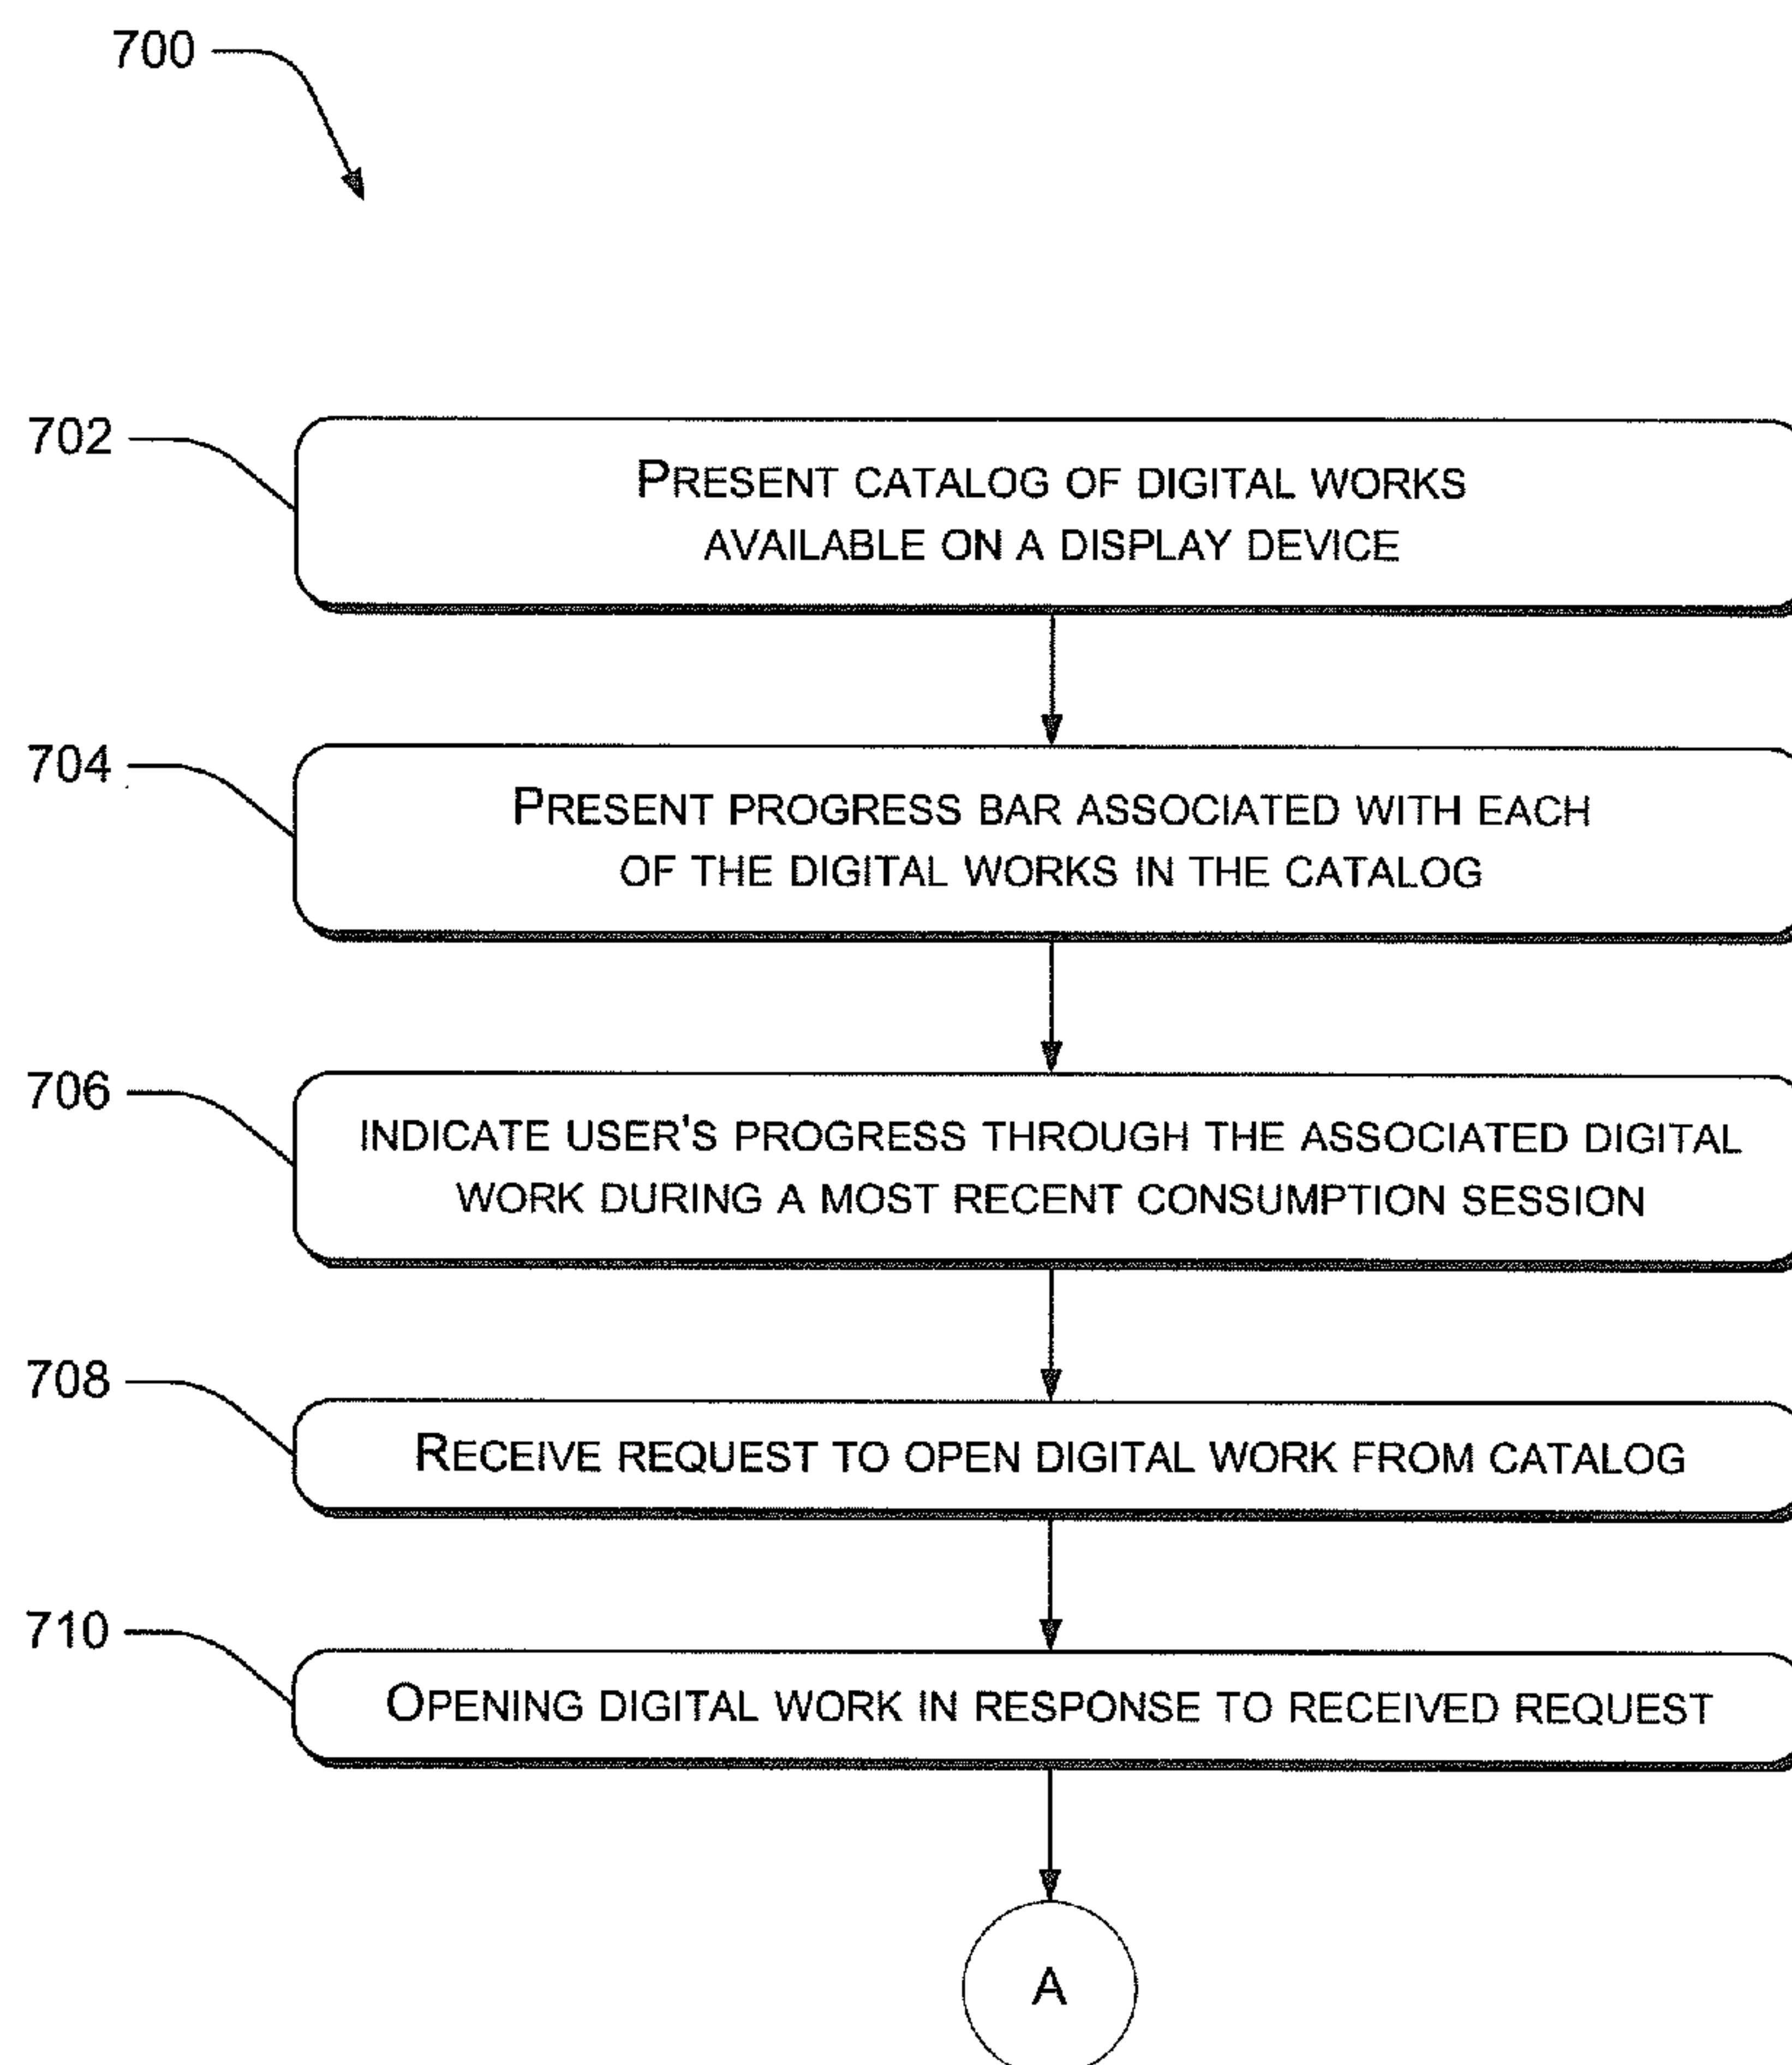 700
702
PRESENT CATALOG OF DIGITAL WORKS
AVAILABLE ON A DISPLAY DEVICE
704
PRESENT PROGRESS BAR ASSOCIATED WITH EACH
OF THE DIGITAL WORKS IN THE CATALOG
706
INDICATE USER'S PROGRESS THROUGH THE ASSOCIATED DIGITAL
WORK DURING A MOST RECENT CONSUMPTION SESSION
708
RECEIVE REQUEST TO OPEN DIGITAL WORK FROM CATALOG
710
OPENING DIGITAL WORK IN RESPONSE TO RECEIVED REQUEST
A